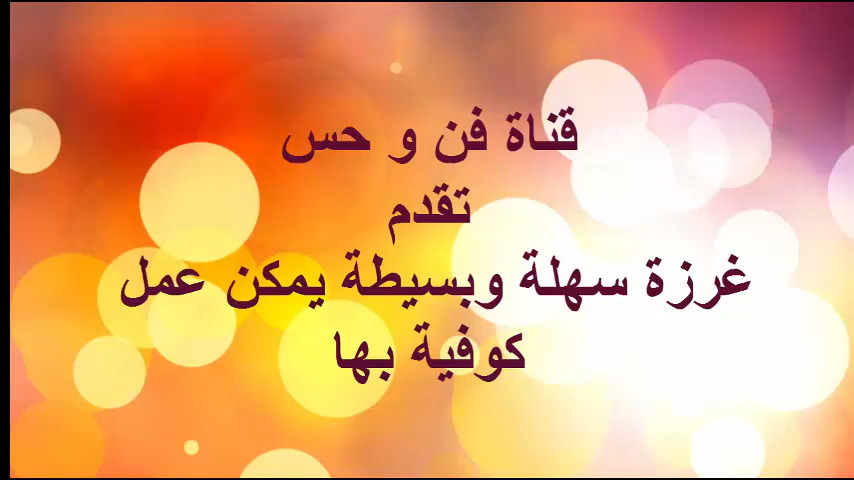 قناة فن و حس
تقدم
غرزة سهلة وبسيطة يمكن عمل
كوفية بها